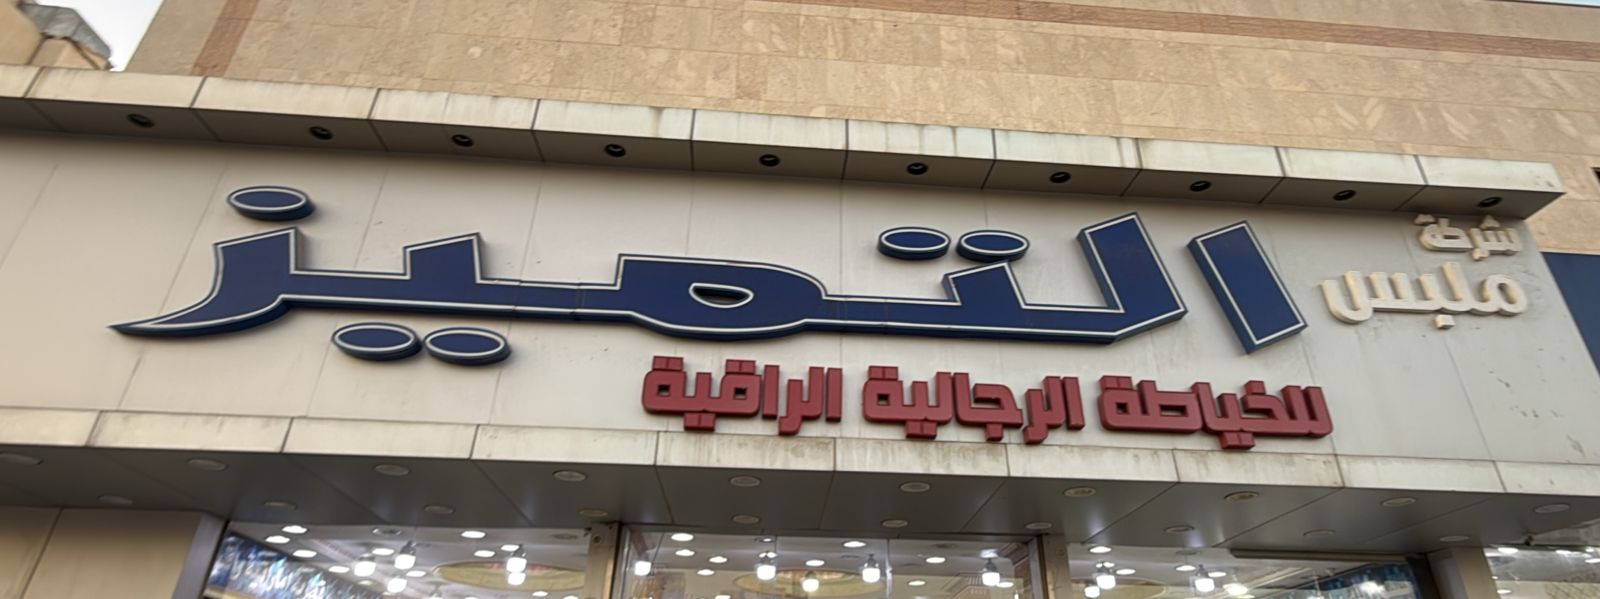 شركة
ملبس
التميز
للخياطة الرجالية الراقية